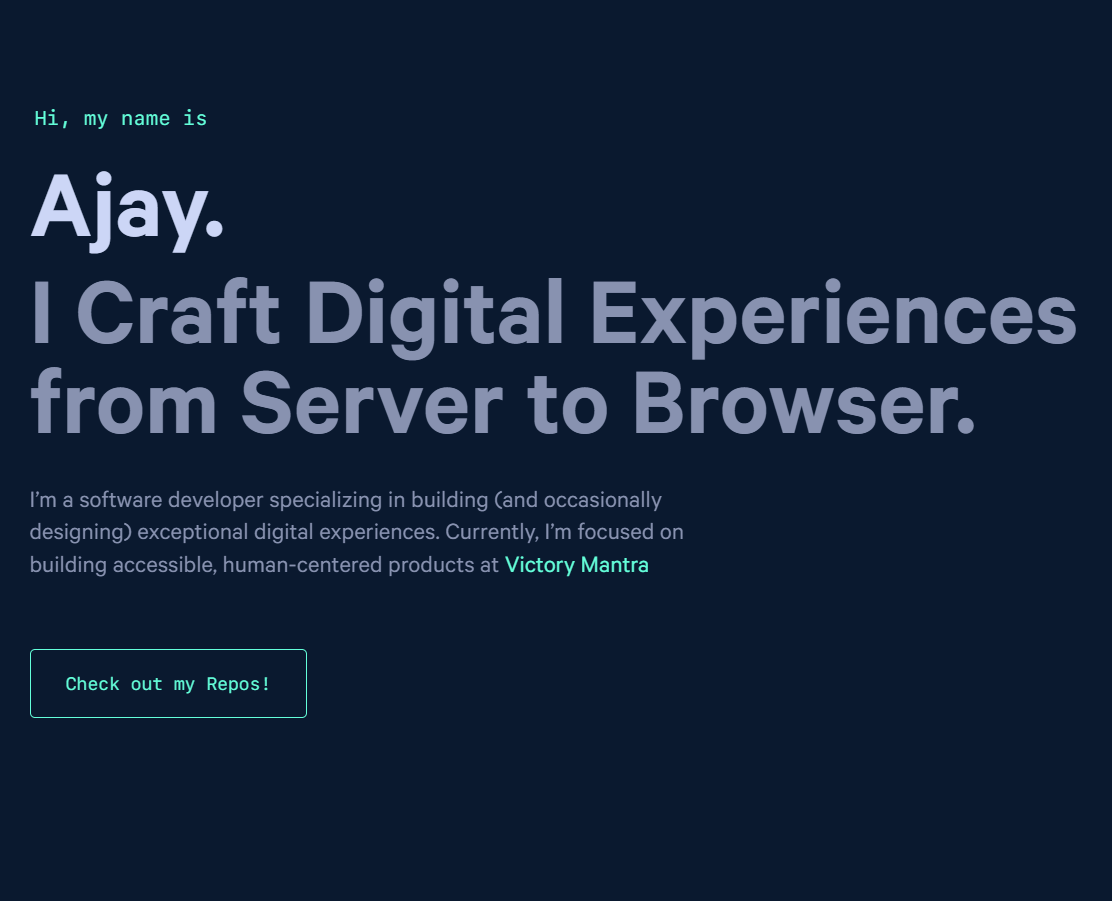 Hi, my name is
Ajay.
I Craft Digital Experiences
from Server to Browser.
I’m a software developer specializing in building (and occasionally
designing) exceptional digital experiences. Currently, I’m focused on
building accessible, human-centered products at Victory Mantra
Check out my Repos!